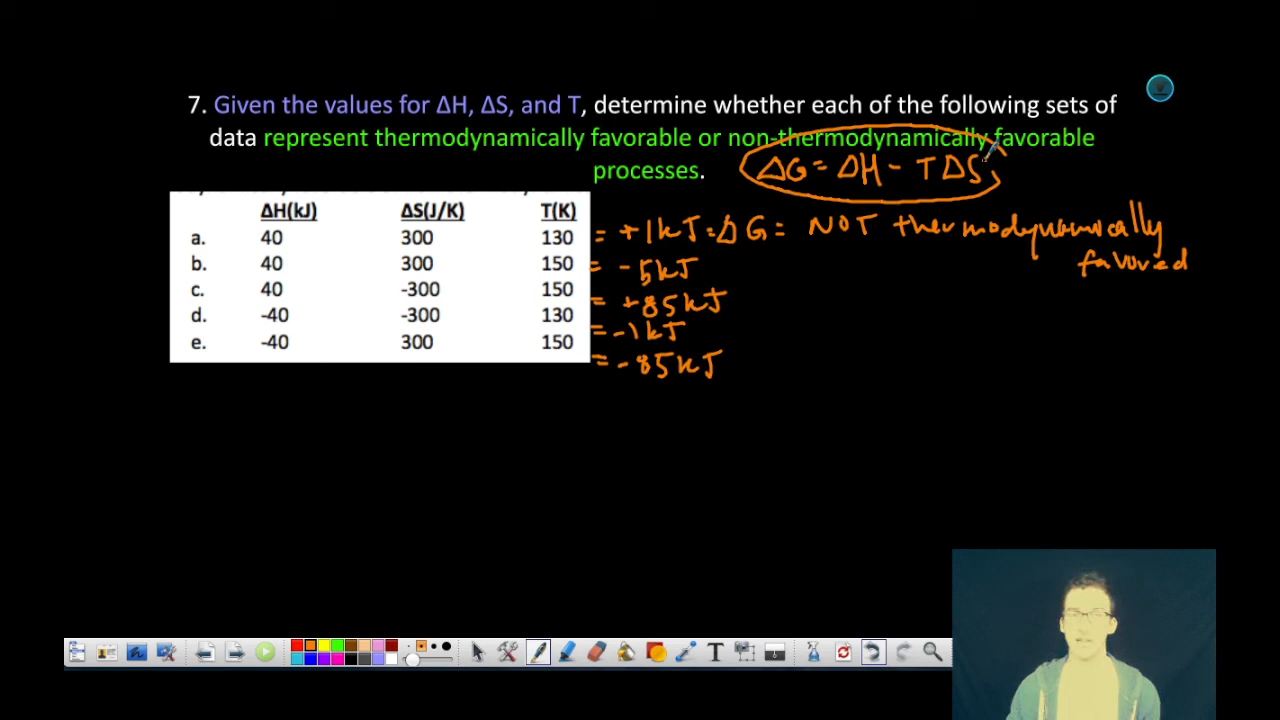 7. Given the values for ΔH, ΔS, and T, determine whether each of the following sets of
data represent thermodynamically favorable or non-thermodynamically favorable
processes.
ΔG = ΔH - TΔS
ΔH(kJ) ΔS(J/K) T(K)
a. 40 300 130 = +1kJ = ΔG = NOT thermodynamically
favored
b. 40 300 150 = -5kJ
c. 40 -300 150 = +85kJ
d. -40 -300 130 = -1kJ
e. -40 300 150 = -85kJ
T